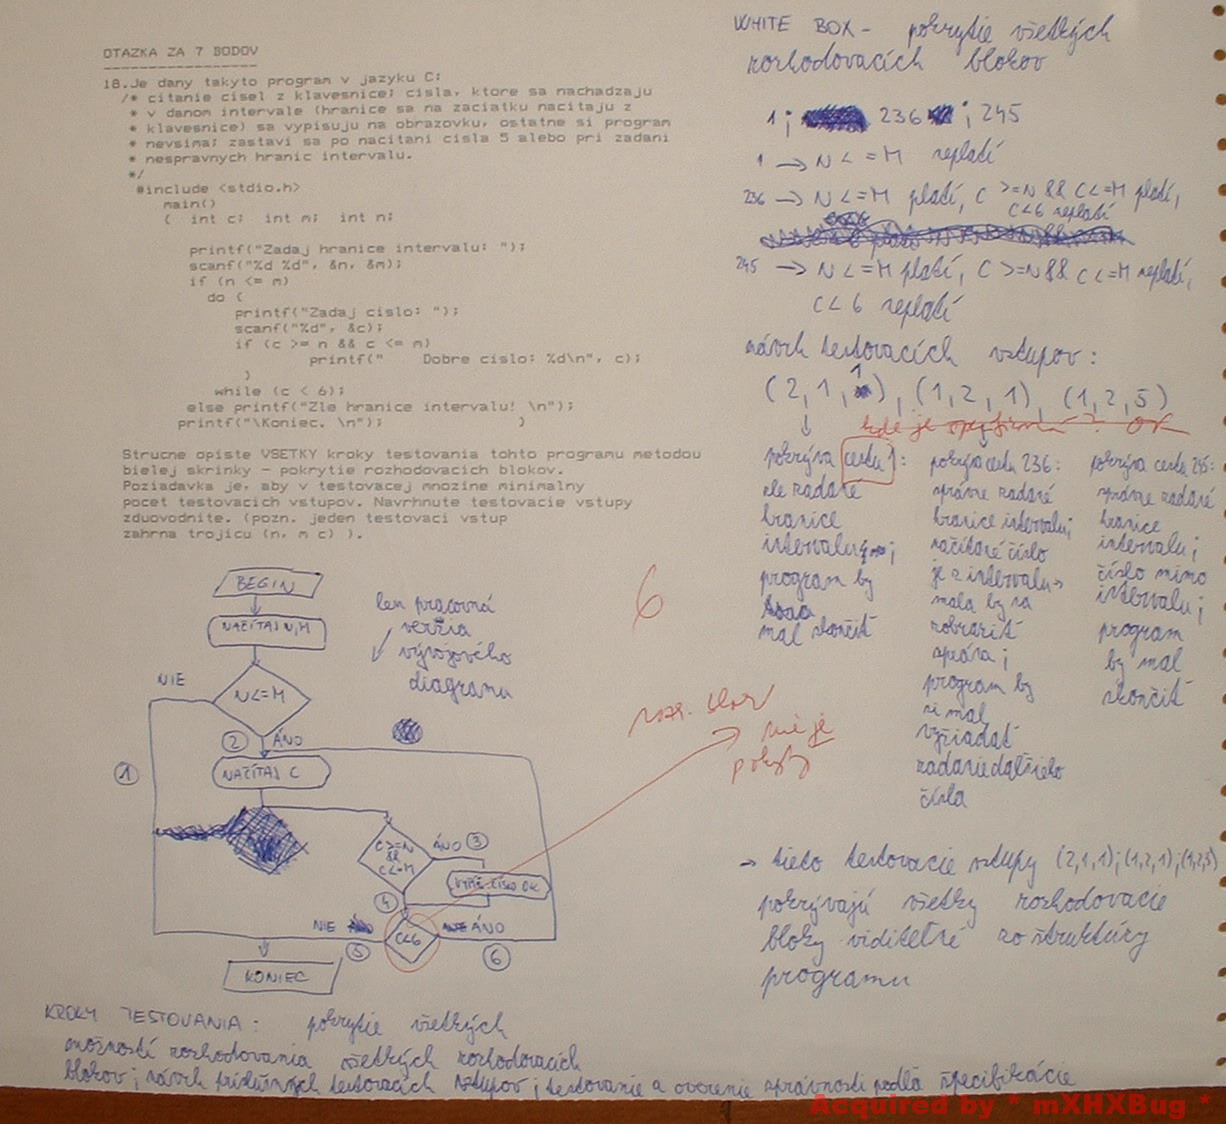 OTAZKA ZA 7 BODOV
18.Je dany takyto program v jazyku C:
/* citanie cisel z klavesnice; cisla, ktore sa nachadzaju
* v danom intervale (hranice sa na zaciatku nacitaju z
* klavesnice) sa vypisuju na obrazovku, ostatne si program
* nevsima; zastavi sa po nacitani cisla 5 alebo pri zadani
* nespravnych hranic intervalu.
*/
#include <stdio.h>
main()
{ int c; int m; int n;
printf("Zadaj hranice intervalu: ");
scanf("%d %d", &n, &m);
if (n <= m)
do {
printf("Zadaj cislo: ");
scanf("%d", &c);
if (c >= n && c <= m)
printf(" Dobre cislo: %d\n", c);
}
while (c < 6);
else printf("Zle hranice intervalu! \n");
printf("\Koniec. \n"); }
Strucne opiste VSETKY kroky testovania tohto programu metodou
bielej skrinky - pokrytie rozhodovacich blokov.
Poziadavka je, aby v testovacej mnozine minimalny
pocet testovacich vstupov. Navrhnute testovacie vstupy
zduvodnite. (pozn. jeden testovaci vstup
zahrna trojicu (n, m c) ).
BEGIN
NAČÍTAJ N,M
N<=M
NIE
ÁNO
1
2
NAČÍTAJ C
C>=N
&&
C<=M
ÁNO 3
VYPÍŠ ČÍSLO OK
4
NIE
C<6
ÁNO
5
6
KONIEC
len pracovná
verzia
vývojového
diagramu
6
roz. blok
nie je
pokrytý
KROKY TESTOVANIA: pokrytie všetkých
možností rozhodovania všetkých rozhodovacích
blokov; návrh príslušných testovacích vstupov; testovanie a overenie správnosti podľa špecifikácie
WHITE BOX - pokrytie všetkých
rozhodovacích blokov
1; 236 ; 245
1 → N <= M neplatí
236 → N <= M platí, C >=N && C<=M platí,
C<6 neplatí
245 → N <= M platí, C >=N && C<=M neplatí,
C<6 neplatí
návrh testovacích vstupov:
(2,1,1), (1,2,1), (1,2,5)
kde je OK
pokrýva cestu 1:
zle zadané
hranice
intervalu;
program by
mal skončiť
pokrýva cestu 236:
správne zadané
hranice intervalu;
načítané číslo
je z intervalu →
mala by sa
zobraziť
správa;
program by
si mal
vyžiadať
zadanie ďalšieho
čísla
pokrýva cestu 245:
správne zadané
hranice
intervalu;
číslo mimo
intervalu;
program
by mal
skončiť
→ tieto testovacie vstupy (2,1,1);(1,2,1);(1,2,5)
pokrývajú všetky rozhodovacie
bloky viditeľné zo štruktúry
programu
Acquired by * mXHXBug *